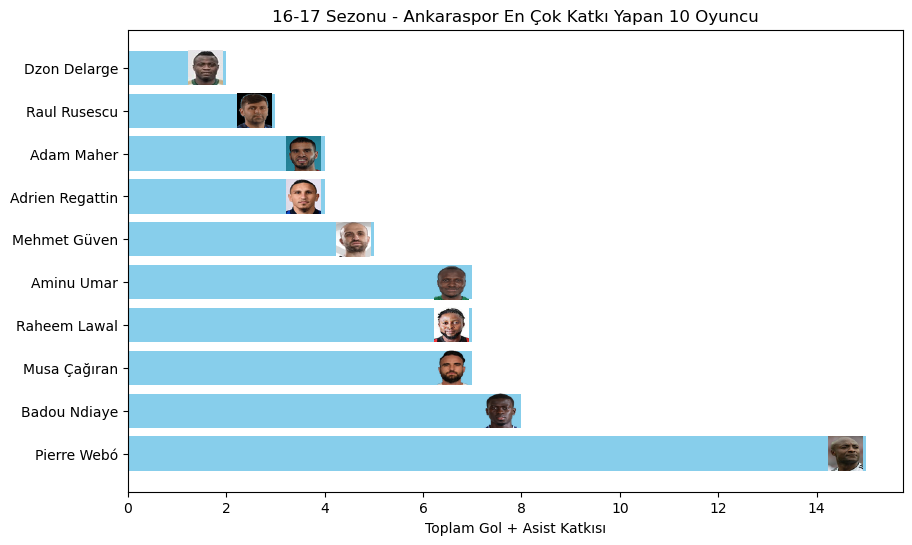 16-17 Sezonu - Ankaraspor En Çok Katkı Yapan 10 Oyuncu
Dzon Delarge
Raul Rusescu
Adam Maher
Adrien Regattin
Mehmet Güven
Aminu Umar
Raheem Lawal
Musa Çağıran
Badou Ndiaye
Pierre Webó
0 2 4 6 8 10 12 14
Toplam Gol + Asist Katkısı